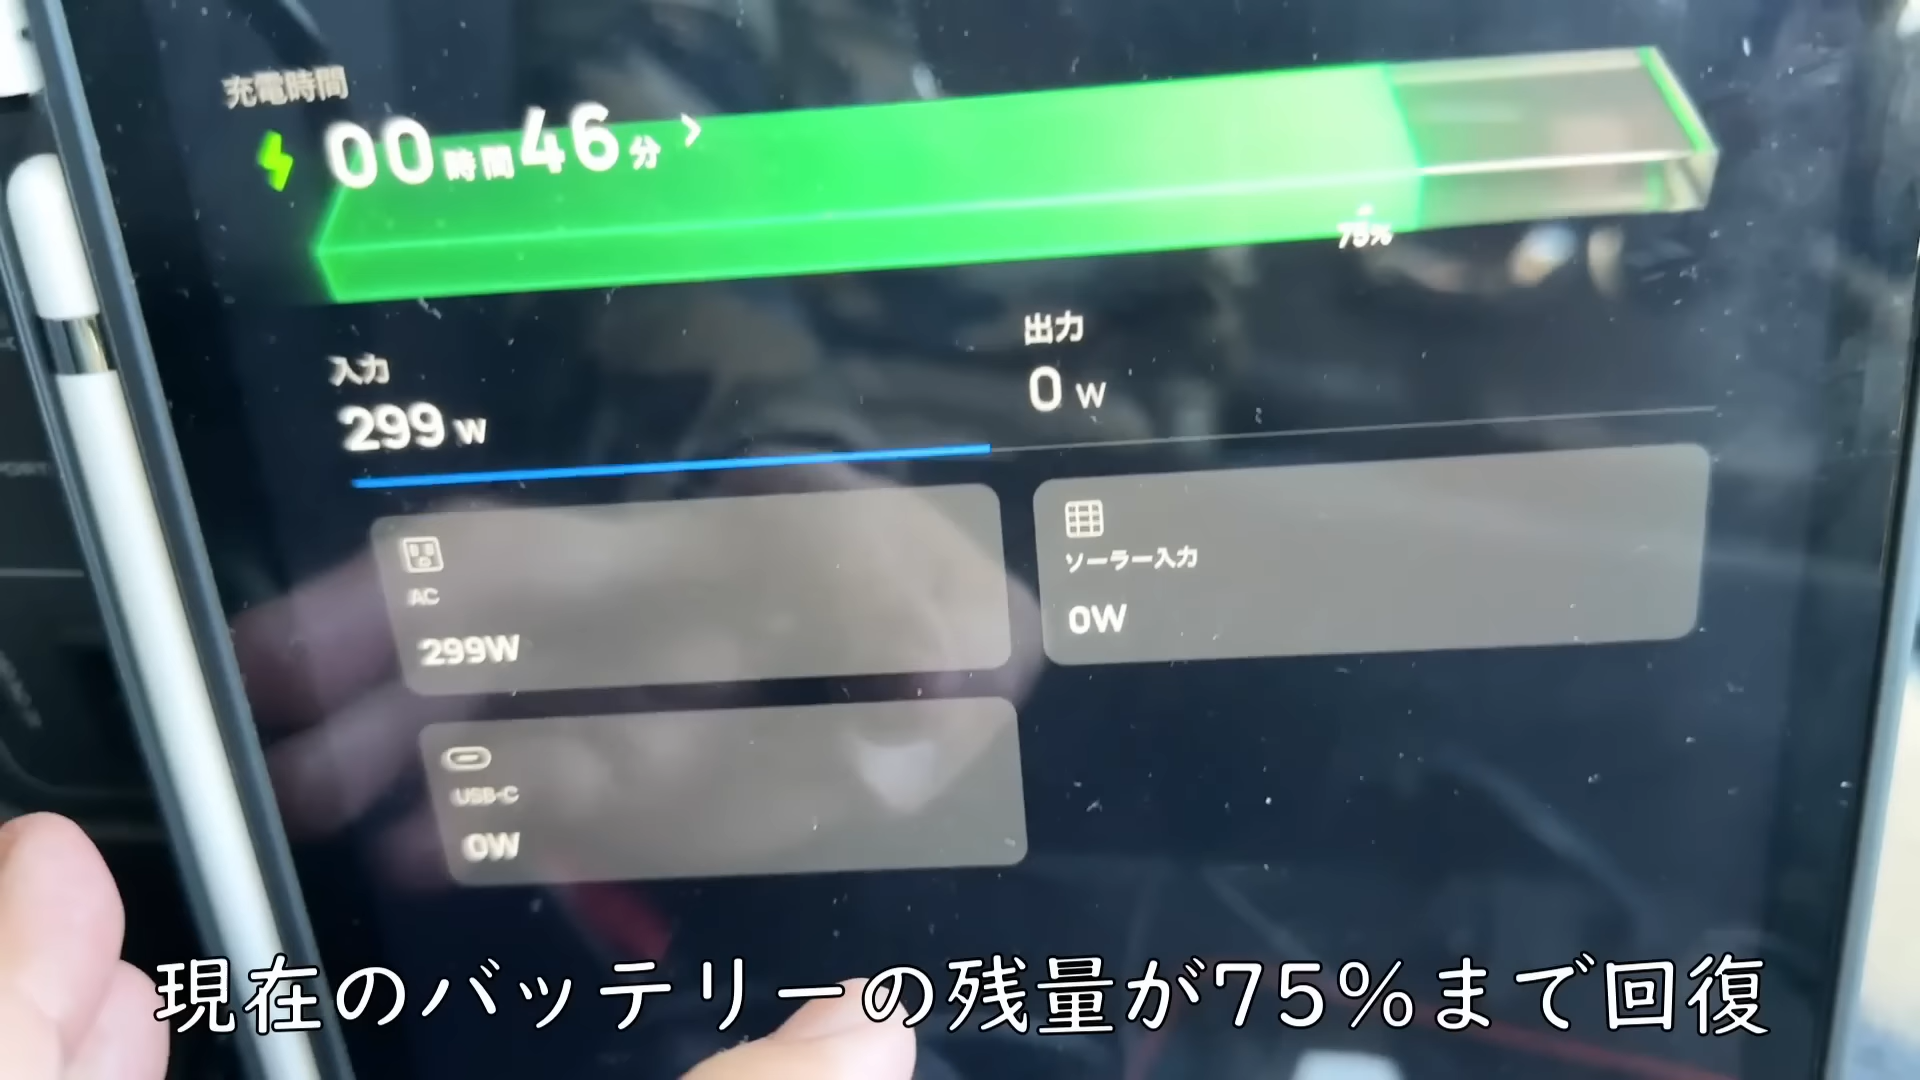 充電時間
00時間46分 >
75%
入力
299 W
出力
0 W
AC
299W
ソーラー入力
0W
USB-C
0W
現在のバッテリーの残量が75%まで回復